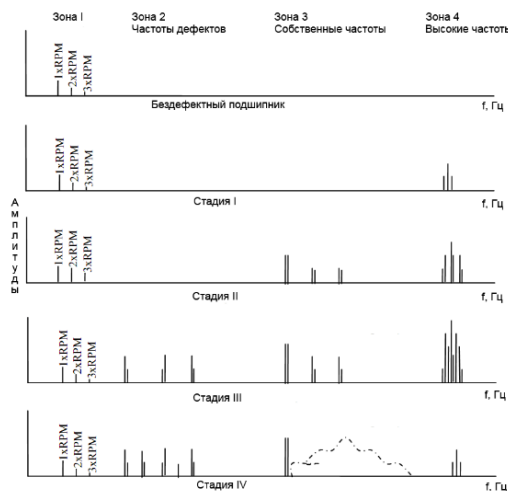 Зона I
Зона 2
Частоты дефектов
Зона 3
Собственные частоты
Зона 4
Высокие частоты
1xRPM
2xRPM
3xRPM
Бездефектный подшипник
f, Гц
1xRPM
2xRPM
3xRPM
Стадия I
f, Гц
Амплитуды
1xRPM
2xRPM
3xRPM
Стадия II
f, Гц
1xRPM
2xRPM
3xRPM
Стадия III
f, Гц
1xRPM
2xRPM
3xRPM
Стадия IV
f, Гц